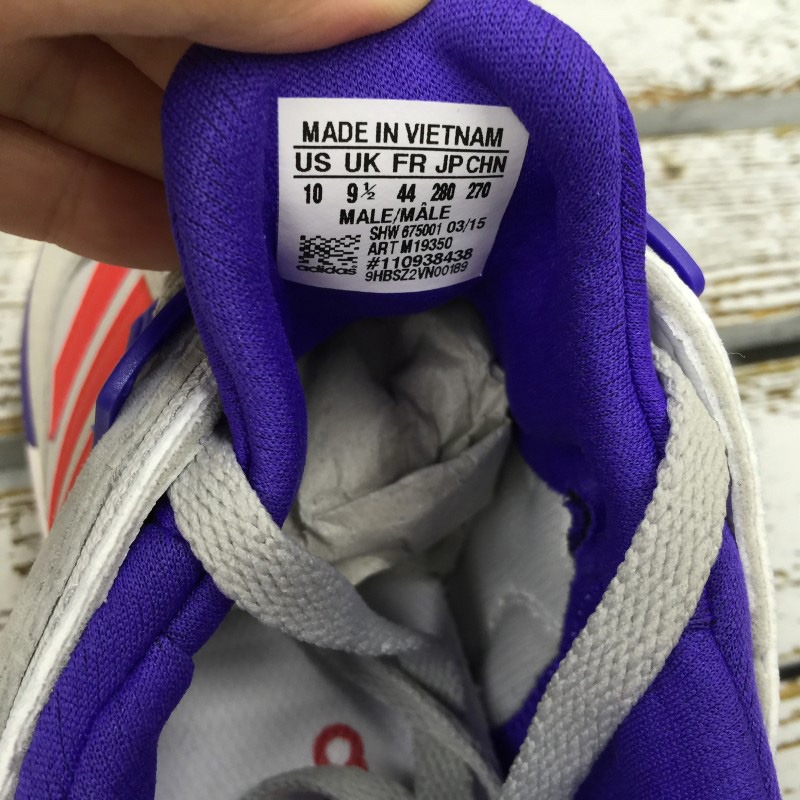 MADE IN VIETNAM
US UK FR JP CHN
10 9½ 44 280 270
MALE/MÂLE
SHW 675001 03/15
ART M19350
#110938438
adidas 9HBSZ2VN00189